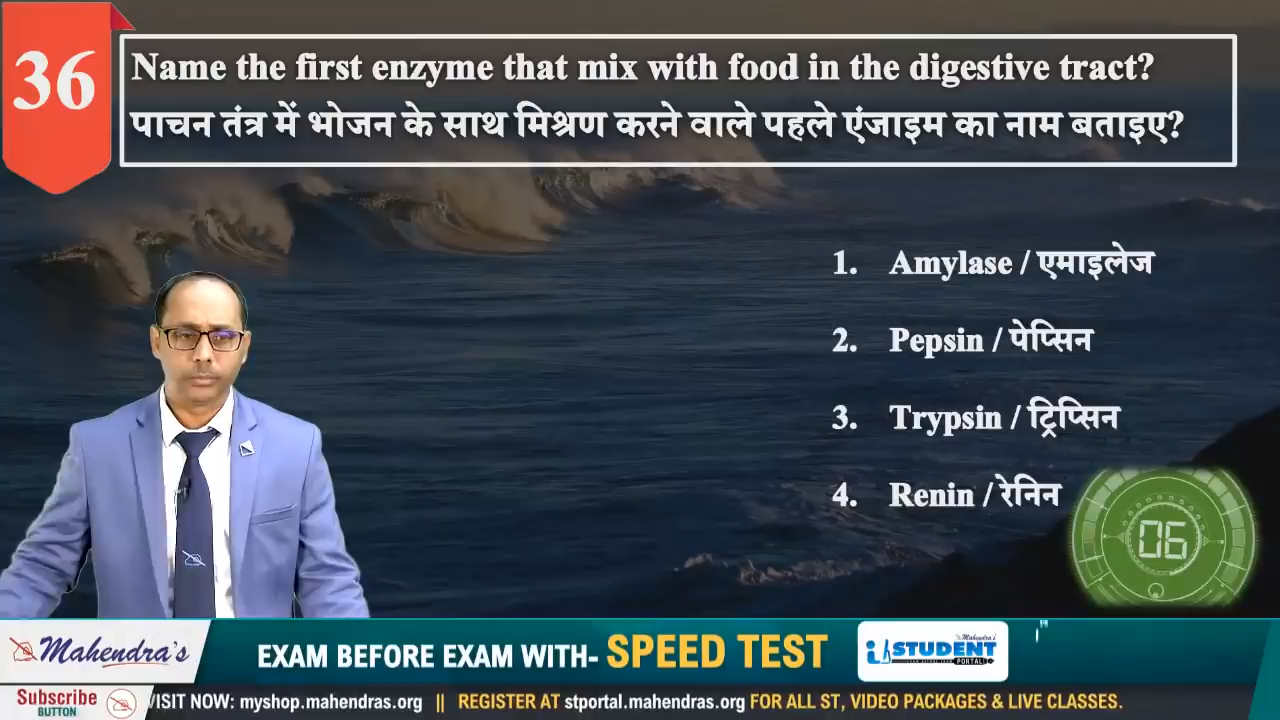 36
Name the first enzyme that mix with food in the digestive tract?
पाचन तंत्र में भोजन के साथ मिश्रण करने वाले पहले एंजाइम का नाम बताइए?
1. Amylase / एमाइलेज
2. Pepsin / पेप्सिन
3. Trypsin / ट्रिप्सिन
4. Renin / रेनिन
06
Mahendra's
EXAM BEFORE EXAM WITH- SPEED TEST
Mahendra's
STUDENT
PORTAL
Subscribe
BUTTON
VISIT NOW: myshop.mahendras.org || REGISTER AT stportal.mahendras.org FOR ALL ST, VIDEO PACKAGES & LIVE CLASSES.